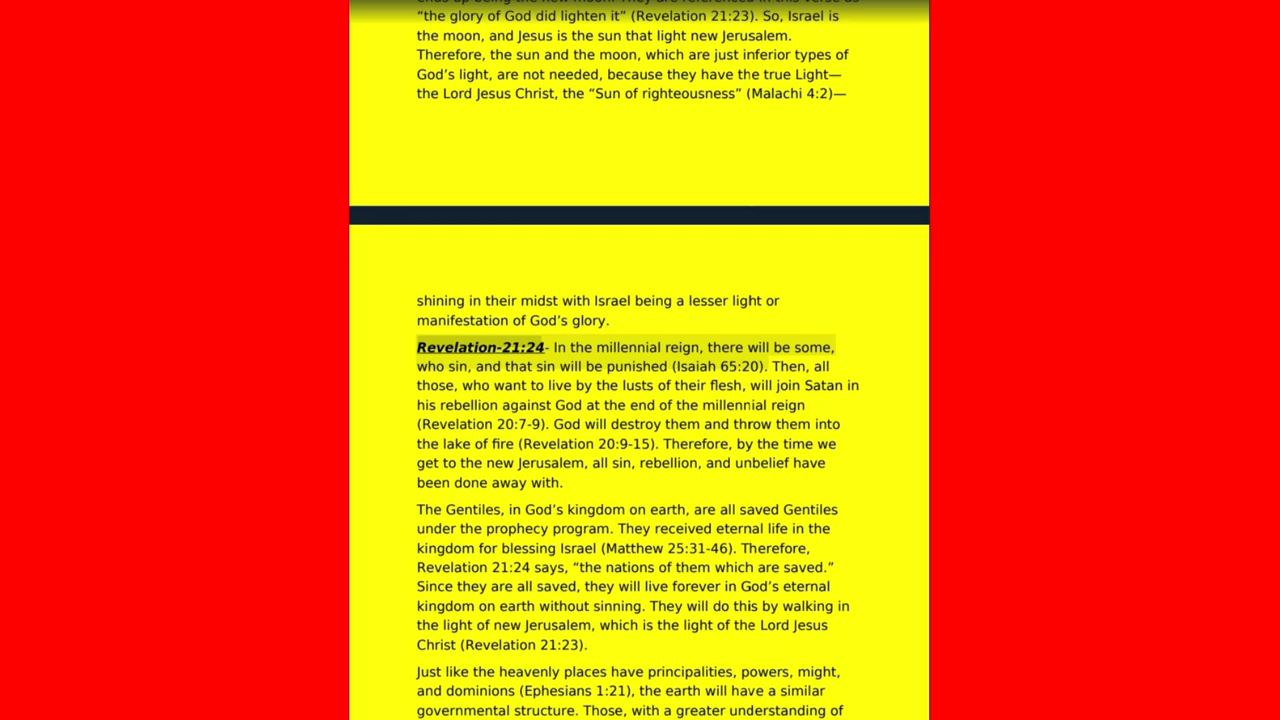 “the glory of God did lighten it” (Revelation 21:23). So, Israel is
the moon, and Jesus is the sun that light new Jerusalem.
Therefore, the sun and the moon, which are just inferior types of
God’s light, are not needed, because they have the true Light—
the Lord Jesus Christ, the “Sun of righteousness” (Malachi 4:2)—
shining in their midst with Israel being a lesser light or
manifestation of God’s glory.
Revelation-21:24- In the millennial reign, there will be some,
who sin, and that sin will be punished (Isaiah 65:20). Then, all
those, who want to live by the lusts of their flesh, will join Satan in
his rebellion against God at the end of the millennial reign
(Revelation 20:7-9). God will destroy them and throw them into
the lake of fire (Revelation 20:9-15). Therefore, by the time we
get to the new Jerusalem, all sin, rebellion, and unbelief have
been done away with.
The Gentiles, in God’s kingdom on earth, are all saved Gentiles
under the prophecy program. They received eternal life in the
kingdom for blessing Israel (Matthew 25:31-46). Therefore,
Revelation 21:24 says, “the nations of them which are saved.”
Since they are all saved, they will live forever in God’s eternal
kingdom on earth without sinning. They will do this by walking in
the light of new Jerusalem, which is the light of the Lord Jesus
Christ (Revelation 21:23).
Just like the heavenly places have principalities, powers, might,
and dominions (Ephesians 1:21), the earth will have a similar
governmental structure. Those, with a greater understanding of